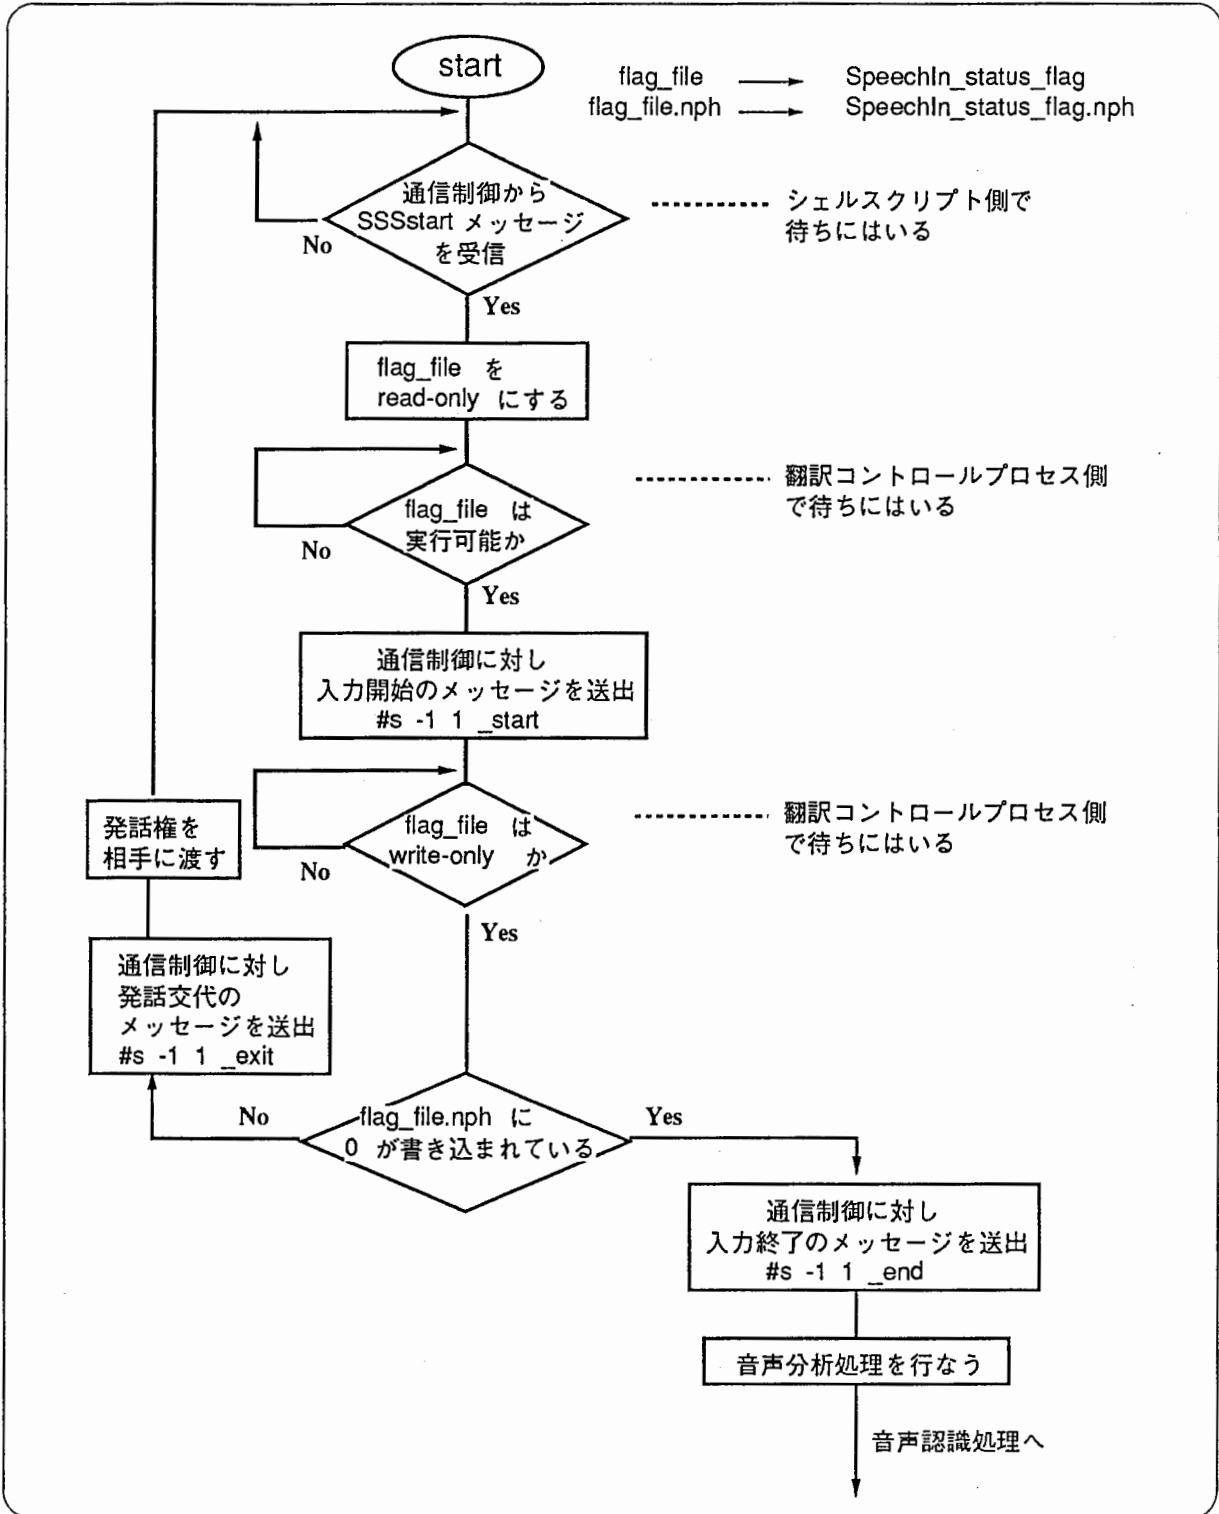 start
flag_file → SpeechIn_status_flag
flag_file.nph → SpeechIn_status_flag.nph
通信制御から
SSSstart メッセージ
を受信
シェルスクリプト側で
待ちにはいる
No
Yes
flag_file を
read-only にする
flag_file は
実行可能か
翻訳コントロールプロセス側
で待ちにはいる
No
Yes
通信制御に対し
入力開始のメッセージを送出
#s -1 1 _start
flag_file は
write-only か
翻訳コントロールプロセス側
で待ちにはいる
No
Yes
発話権を
相手に渡す
通信制御に対し
発話交代の
メッセージを送出
#s -1 1 _exit
No
flag_file.nph に
0 が書き込まれている
Yes
通信制御に対し
入力終了のメッセージを送出
#s -1 1 _end
音声分析処理を行なう
音声認識処理へ